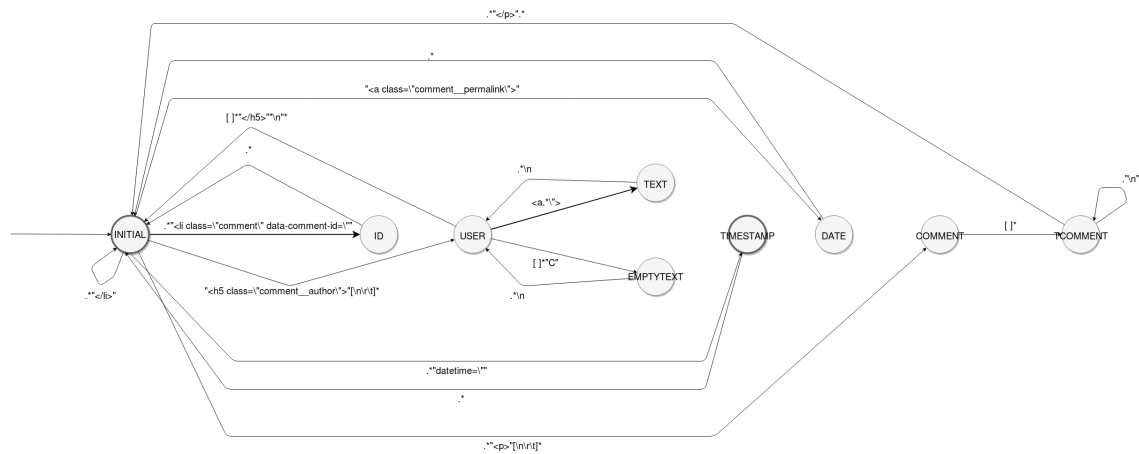 .*"</p>".*
.*
"<a class=\"comment__permalink\">"
[ ]*"</h5>""\n"*
.*
.*\n
TEXT
."\n"
<a.*\">
.*"<li class=\"comment\" data-comment-id=\""
[ ]*
INITIAL
ID
USER
TIMESTAMP
DATE
COMMENT
TCOMMENT
[ ]*"C"
EMPTYTEXT
"<h5 class=\"comment__author\">"[\n\r\t]*
.*\n
.*"</li>"
.*"datetime=\""
.*
.*"<p>"[\n\r\t]*